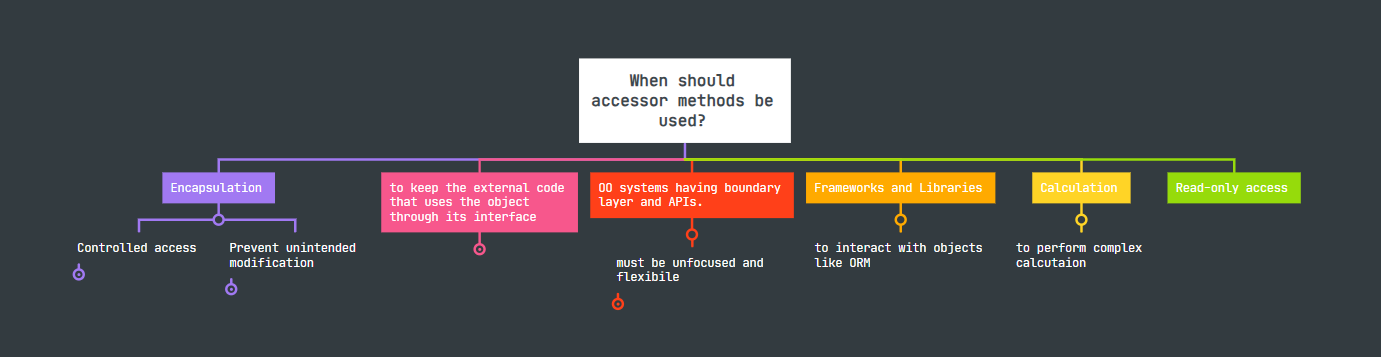 When should
accessor methods be
used?
Encapsulation
Controlled access
Prevent unintended
modification
to keep the external code
that uses the object
through its interface
OO systems having boundary
layer and APIs.
must be unfocused and
flexibile
Frameworks and Libraries
to interact with objects
like ORM
Calculation
to perform complex
calcutaion
Read-only access